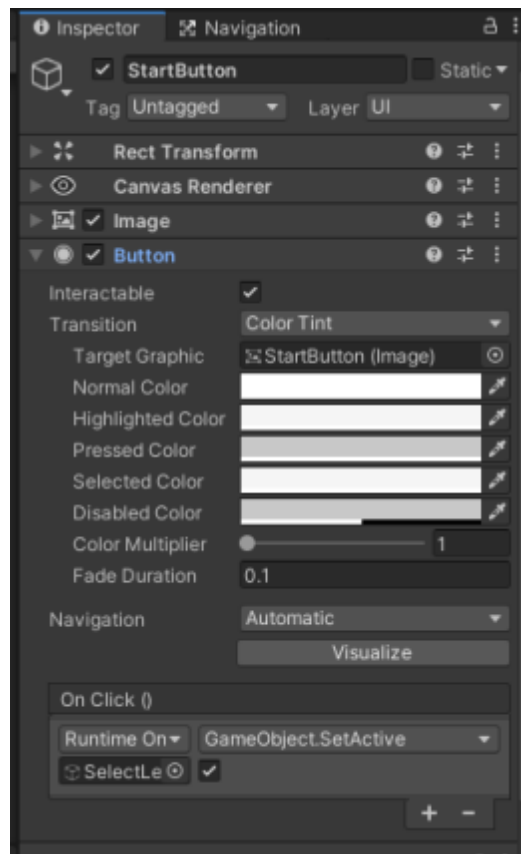 Inspector Navigation
StartButton Static
Tag Untagged Layer UI
Rect Transform
Canvas Renderer
Image
Button
Interactable
Transition Color Tint
Target Graphic StartButton (Image)
Normal Color
Highlighted Color
Pressed Color
Selected Color
Disabled Color
Color Multiplier 1
Fade Duration 0.1
Navigation Automatic
Visualize
On Click ()
Runtime On GameObject.SetActive
SelectLe